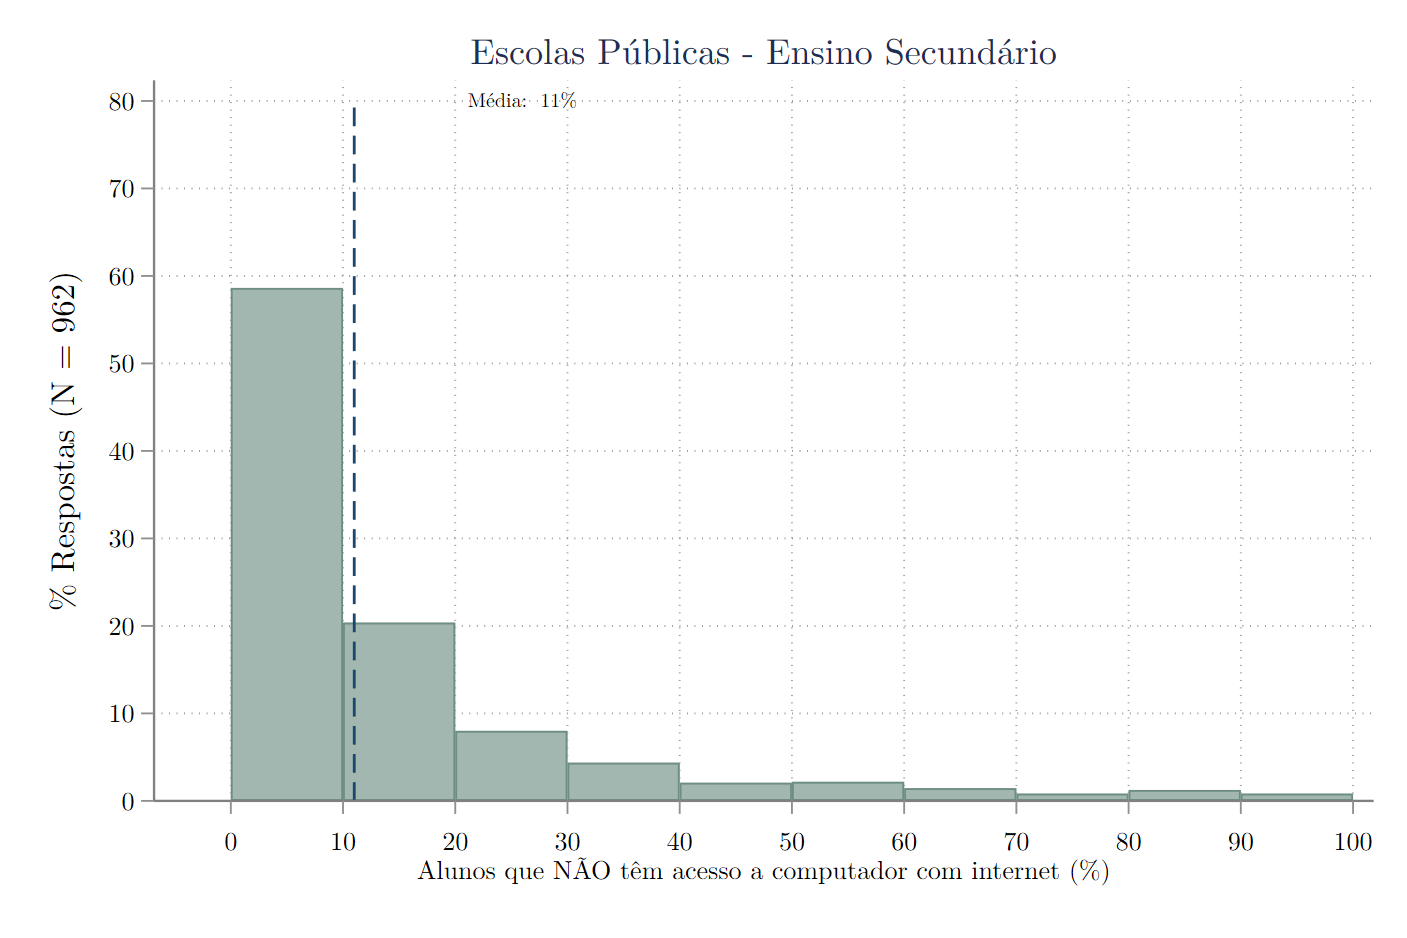 Escolas Públicas - Ensino Secundário
Média: 11%
% Respostas (N = 962)
80
70
60
50
40
30
20
10
0
0 10 20 30 40 50 60 70 80 90 100
Alunos que NÃO têm acesso a computador com internet (%)